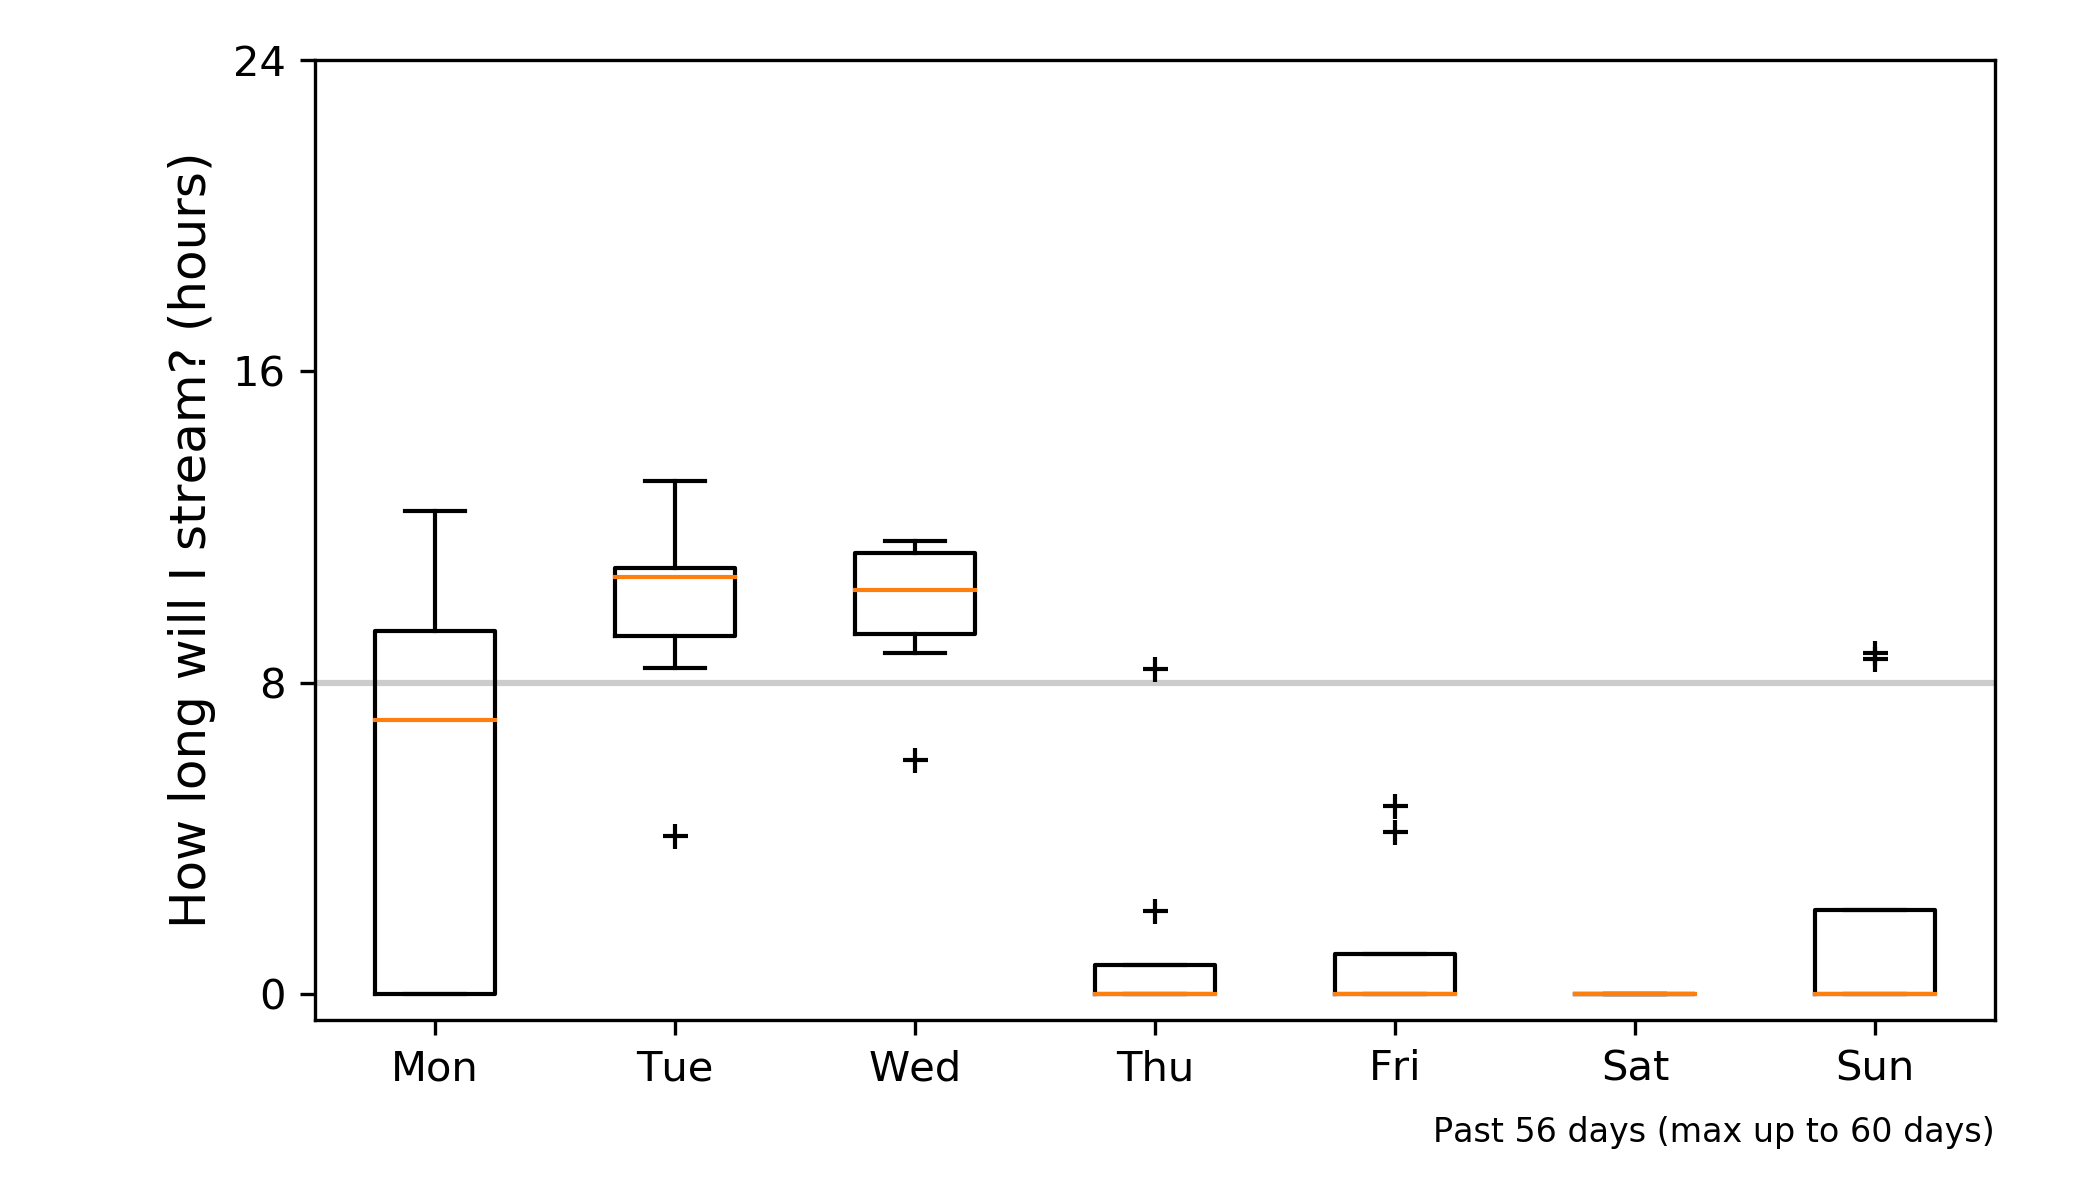 How long will I stream? (hours)
24
16
8
0
Mon Tue Wed Thu Fri Sat Sun
Past 56 days (max up to 60 days)